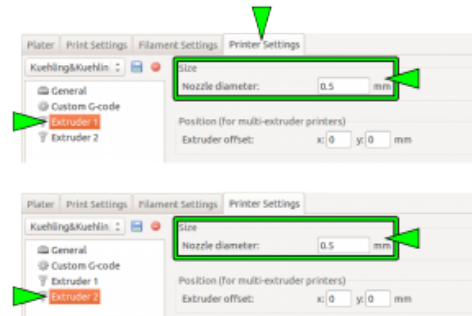 Plater Print Settings Filament Settings Printer Settings
Kuehling&Kuehlin
Size
Nozzle diameter: 0.5 mm
General
Custom G-code
Extruder 1
Extruder 2
Position (for multi-extruder printers)
Extruder offset: x: 0 y: 0 mm
Plater Print Settings Filament Settings Printer Settings
Kuehling&Kuehlin
Size
Nozzle diameter: 0.5 mm
General
Custom G-code
Extruder 1
Extruder 2
Position (for multi-extruder printers)
Extruder offset: x: 0 y: 0 mm